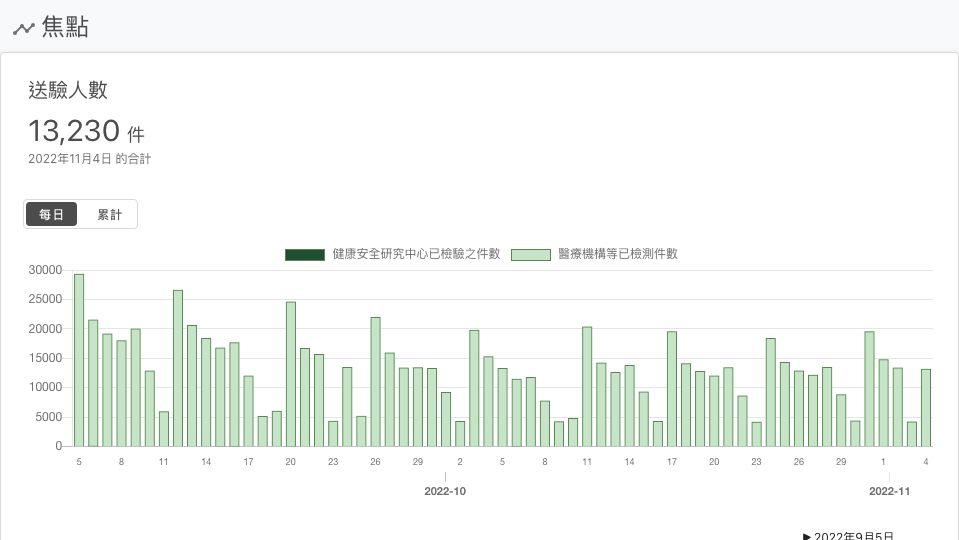 焦點
送驗人數
13,230 件
2022年11月4日 的合計
每日 累計
健康安全研究中心已檢驗之件數 醫療機構等已檢測件數
30000
25000
20000
15000
10000
5000
0
5 8 11 14 17 20 23 26 29 2 5 8 11 14 17 20 23 26 29 1 4
2022-10 2022-11
▶ 2022年9月5日